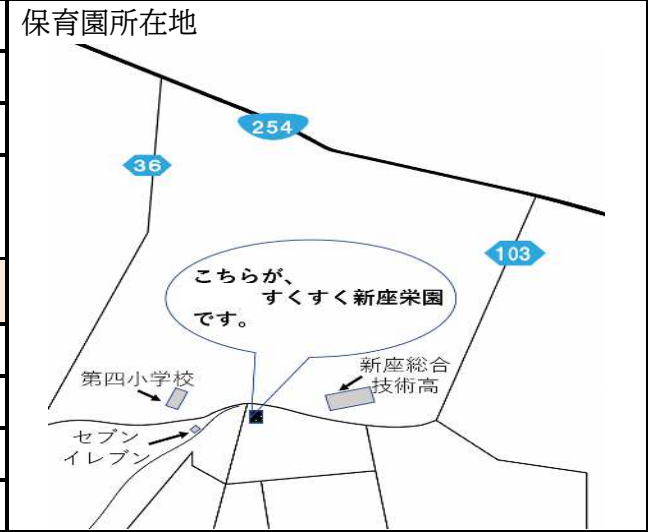 保育園所在地
254
36
103
こちらが、
すくすく新座栄園
です。
第四小学校
新座総合
技術高
セブン
イレブン